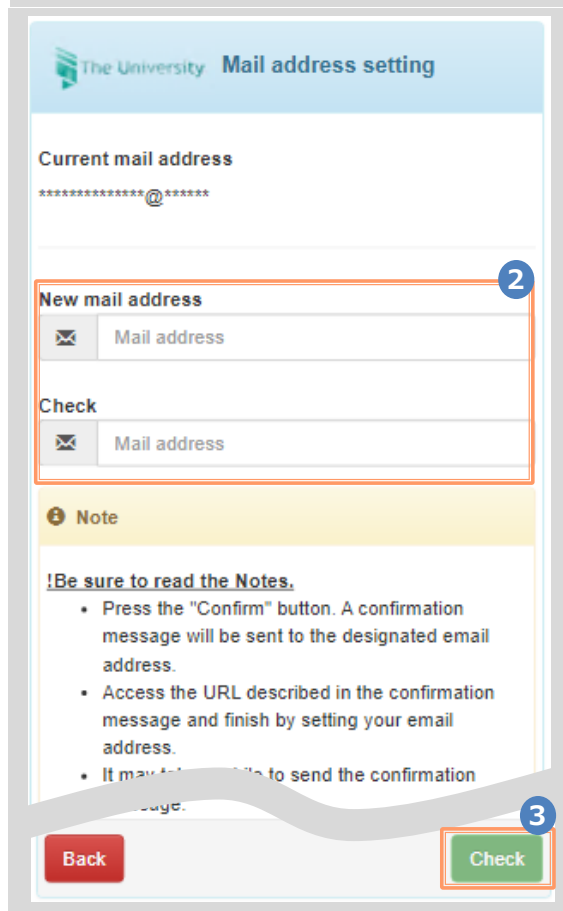 The University Mail address setting
Current mail address
**************@******
2
New mail address
Mail address
Check
Mail address
Note
!Be sure to read the Notes.
• Press the "Confirm" button. A confirmation
message will be sent to the designated email
address.
• Access the URL described in the confirmation
message and finish by setting your email
address.
• It may to send the confirmation
3
Back
Check